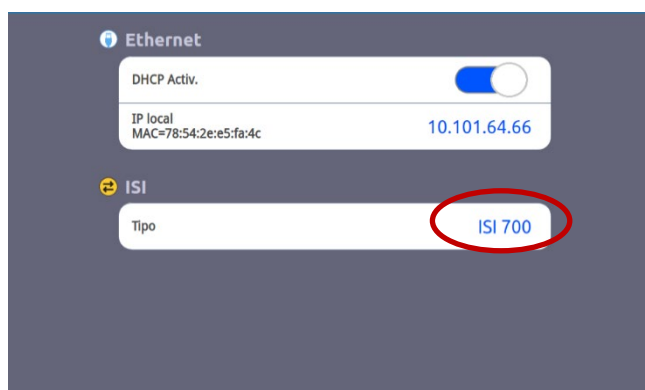 Ethernet
DHCP Activ.
IP local
MAC=78:54:2e:e5:fa:4c
10.101.64.66
ISI
Tipo
ISI 700